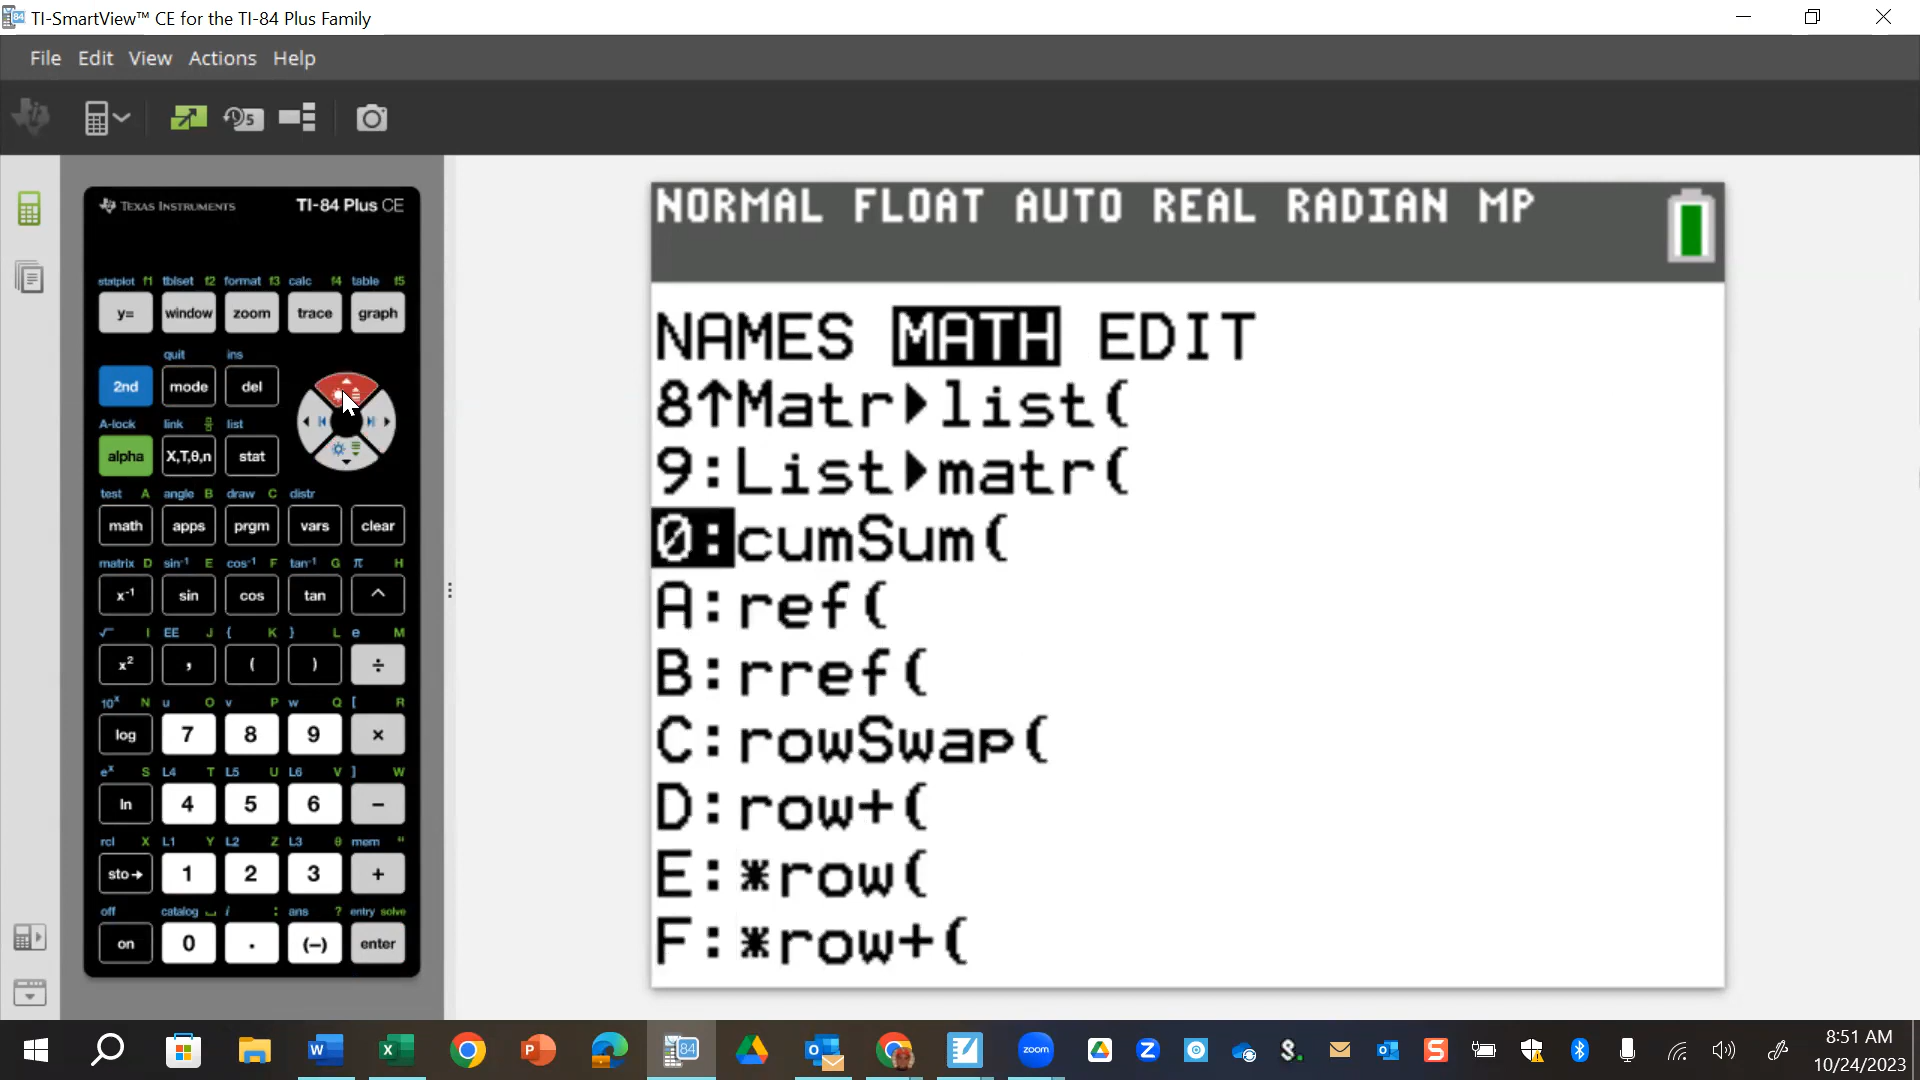 TI-SmartView™ CE for the TI-84 Plus Family
File Edit View Actions Help
TEXAS INSTRUMENTS TI-84 Plus CE
statplot f1 tblset f2 format f3 calc f4 table f5
y= window zoom trace graph
quit ins
2nd mode del
A-lock link list
alpha X,T,θ,n stat
test A angle B draw C distr
math apps prgm vars clear
matrix D sin⁻¹ E cos⁻¹ F tan⁻¹ G π H
x⁻¹ sin cos tan ^
√ I EE J { K } L e M
x² , ( ) ÷
10ˣ N u O v P w Q [ R
log 7 8 9 ×
eˣ S L4 T L5 U L6 V ] W
ln 4 5 6 −
rcl X L1 Y L2 Z L3 θ mem "
sto→ 1 2 3 +
off catalog ⎵ i : ans ? entry solve
on 0 . (−) enter
NORMAL FLOAT AUTO REAL RADIAN MP
NAMES MATH EDIT
8↑Matr▶list(
9:List▶matr(
0:cumSum(
A:ref(
B:rref(
C:rowSwap(
D:row+(
E:*row(
F:*row+(
zoom
8:51 AM
10/24/2023